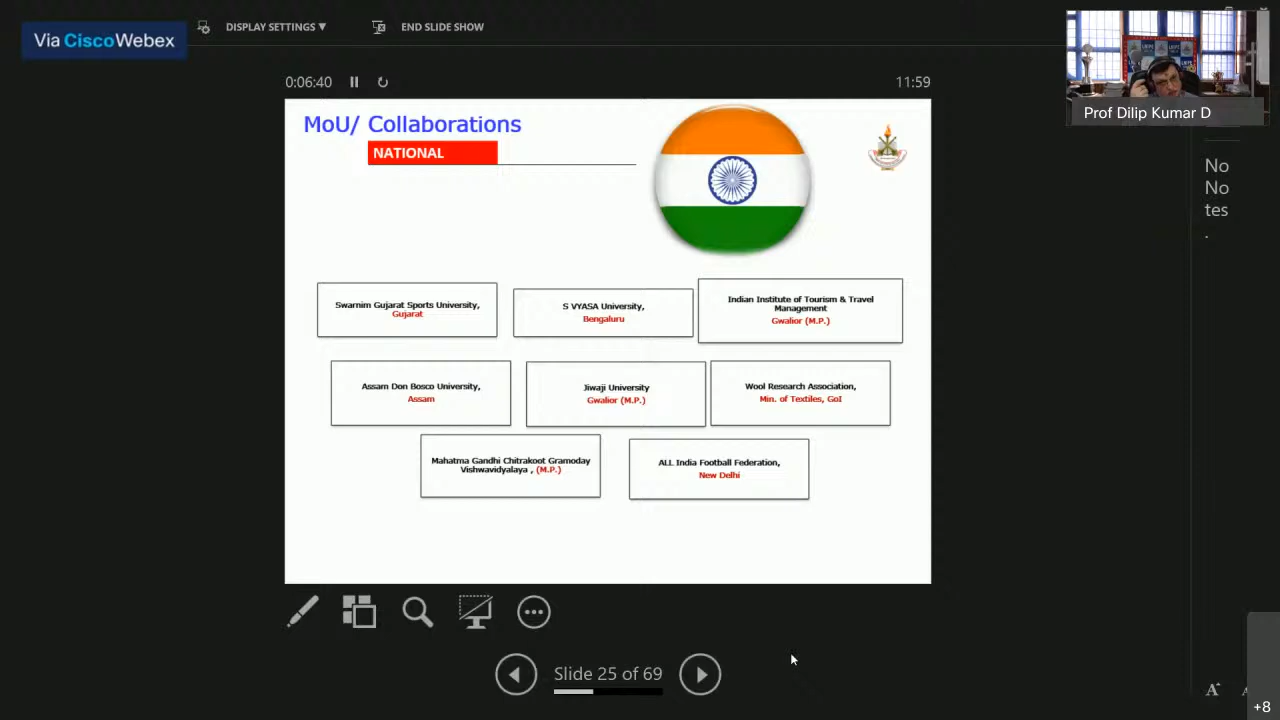 Via CiscoWebex
DISPLAY SETTINGS ▼
END SLIDE SHOW
0:06:40
11:59
Prof Dilip Kumar D
MoU/ Collaborations
NATIONAL
Swarnim Gujarat Sports University,
Gujarat
S VYASA University,
Bengaluru
Indian Institute of Tourism & Travel
Management
Gwalior (M.P.)
Assam Don Bosco University,
Assam
Jiwaji University
Gwalior (M.P.)
Wool Research Association,
Min. of Textiles, GoI
Mahatma Gandhi Chitrakoot Gramoday
Vishwavidyalaya , (M.P.)
ALL India Football Federation,
New Delhi
No
No
tes
.
Slide 25 of 69
A
+8